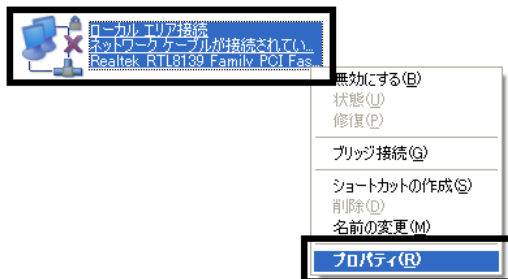 ローカル エリア接続
ネットワーク ケーブルが接続されてい...
Realtek RTL8139 Family PCI Fas...
無効にする(B)
状態(U)
修復(P)
ブリッジ接続(G)
ショートカットの作成(S)
削除(D)
名前の変更(M)
プロパティ(R)